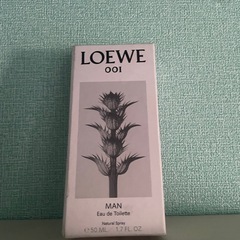 LOEWE
001
MAN
Eau de Toilette
Natural Spray
℮ 50 ML 1.7 FL OZ